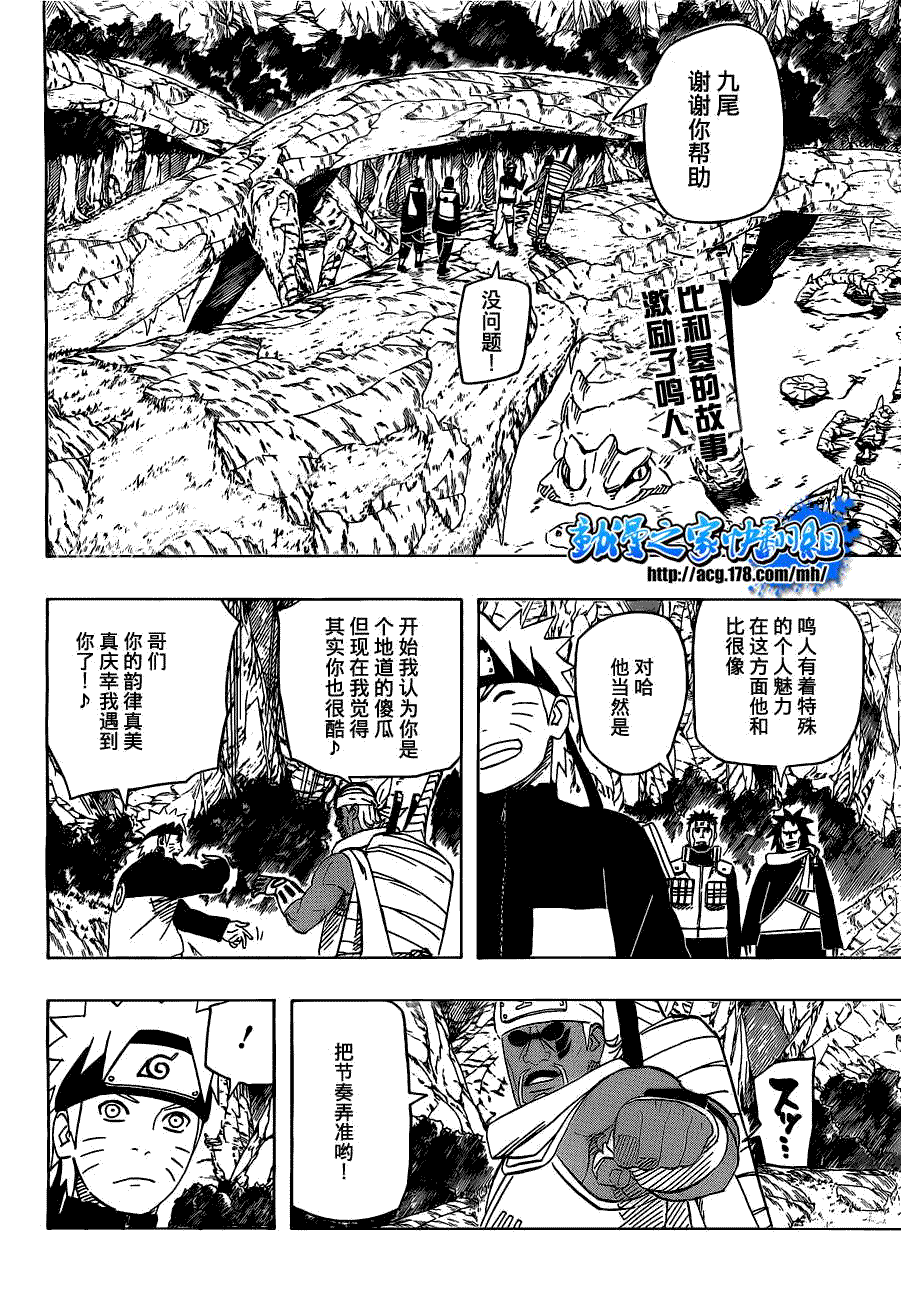 九尾
谢谢你帮助
没问题！
比和基的故事
激励了鸣人
動漫之家汉化组
http://acg.178.com/mh/
鸣人有着特殊
的个人魅力
在这方面他和
比很像
对哈
他当然是
开始我认为你是
个地道的傻瓜
但现在我觉得
其实你也很酷♪
哥们
你的韵律真美
真庆幸我遇到
你了！♪
スッ…
把节奏弄准哟！
！